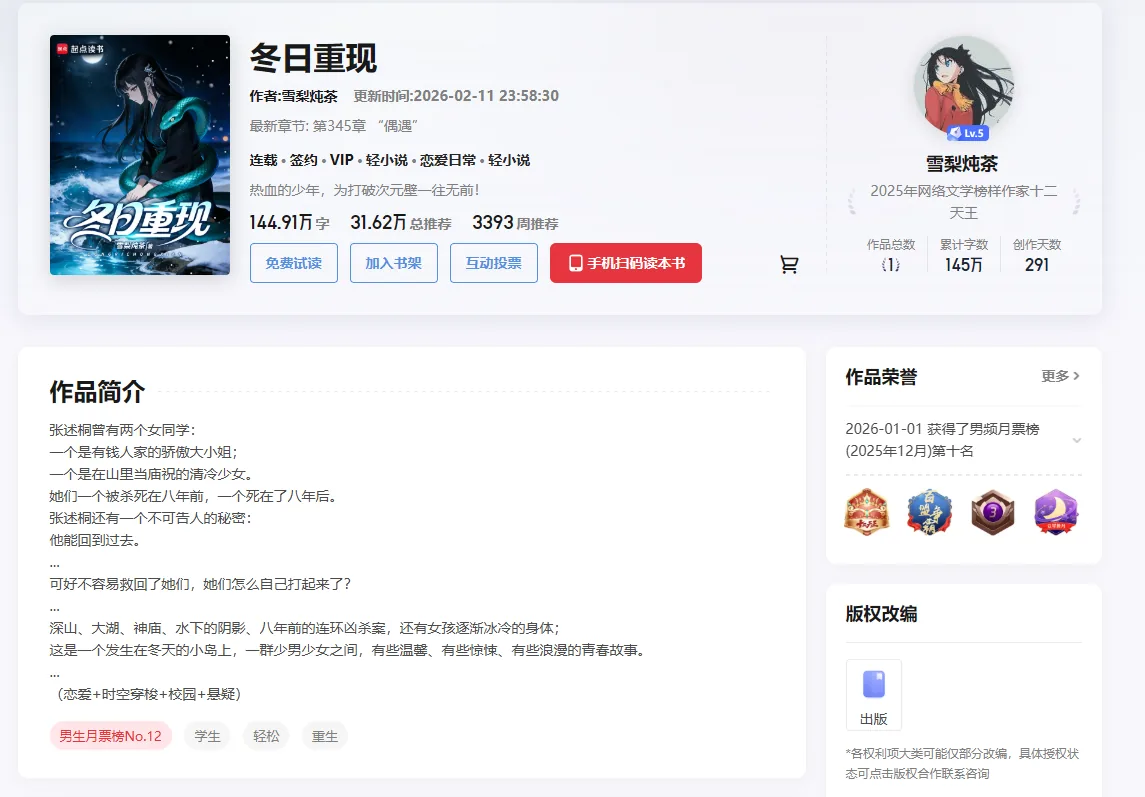 起点读书
冬日重现
雪梨炖茶 著
冬日重现
作者:雪梨炖茶 更新时间:2026-02-11 23:58:30
最新章节: 第345章 “偶遇”
连载·签约·VIP·轻小说·恋爱日常·轻小说
热血的少年，为打破次元壁一往无前！
144.91万字 31.62万总推荐 3393周推荐
免费试读 加入书架 互动投票 手机扫码读本书
Lv.5
雪梨炖茶
2025年网络文学榜样作家十二
天王
作品总数 累计字数 创作天数
1 145万 291
作品简介
张述桐曾有两个女同学：
一个是有钱人家的骄傲大小姐；
一个是在山里当庙祝的清冷少女。
她们一个被杀死在八年前，一个死在了八年后。
张述桐还有一个不可告人的秘密：
他能回到过去。
...
可好不容易救回了她们，她们怎么自己打起来了？
...
深山、大湖、神庙、水下的阴影、八年前的连环凶杀案，还有女孩逐渐冰冷的身体；
这是一个发生在冬天的小岛上，一群少男少女之间，有些温馨、有些惊悚、有些浪漫的青春故事。
...
（恋爱+时空穿梭+校园+悬疑）
男生月票榜No.12 学生 轻松 重生
作品荣誉 更多
2026-01-01 获得了男频月票榜
(2025年12月)第十名
十二天王 百盟争霸 3
版权改编
出版
*各权利项大类可能仅部分改编，具体授权状
态可点击版权合作联系咨询